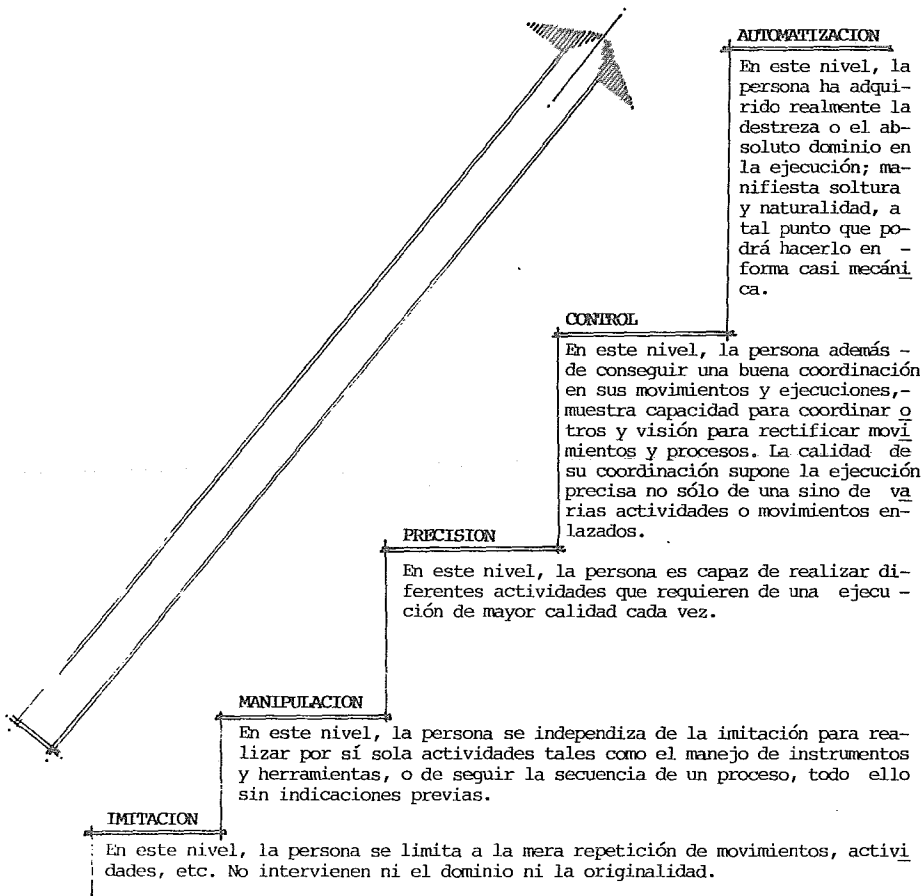 AUTOMATIZACION
En este nivel, la
persona ha adqui-
rido realmente la
destreza o el ab-
soluto dominio en
la ejecución; ma-
nifiesta soltura
y naturalidad, a
tal punto que po-
drá hacerlo en -
forma casi mecáni
ca.
CONTROL
En este nivel, la persona además -
de conseguir una buena coordinación
en sus movimientos y ejecuciones,-
muestra capacidad para coordinar o
tros y visión para rectificar movi
mientos y procesos. La calidad de
su coordinación supone la ejecución
precisa no sólo de una sino de va
rias actividades o movimientos en-
lazados.
PRECISION
En este nivel, la persona es capaz de realizar di-
ferentes actividades que requieren de una ejecu -
ción de mayor calidad cada vez.
MANIPULACION
En este nivel, la persona se independiza de la imitación para rea-
lizar por sí sola actividades tales como el manejo de instrumentos
y herramientas, o de seguir la secuencia de un proceso, todo ello
sin indicaciones previas.
IMITACION
En este nivel, la persona se limita a la mera repetición de movimientos, activi
dades, etc. No intervienen ni el dominio ni la originalidad.